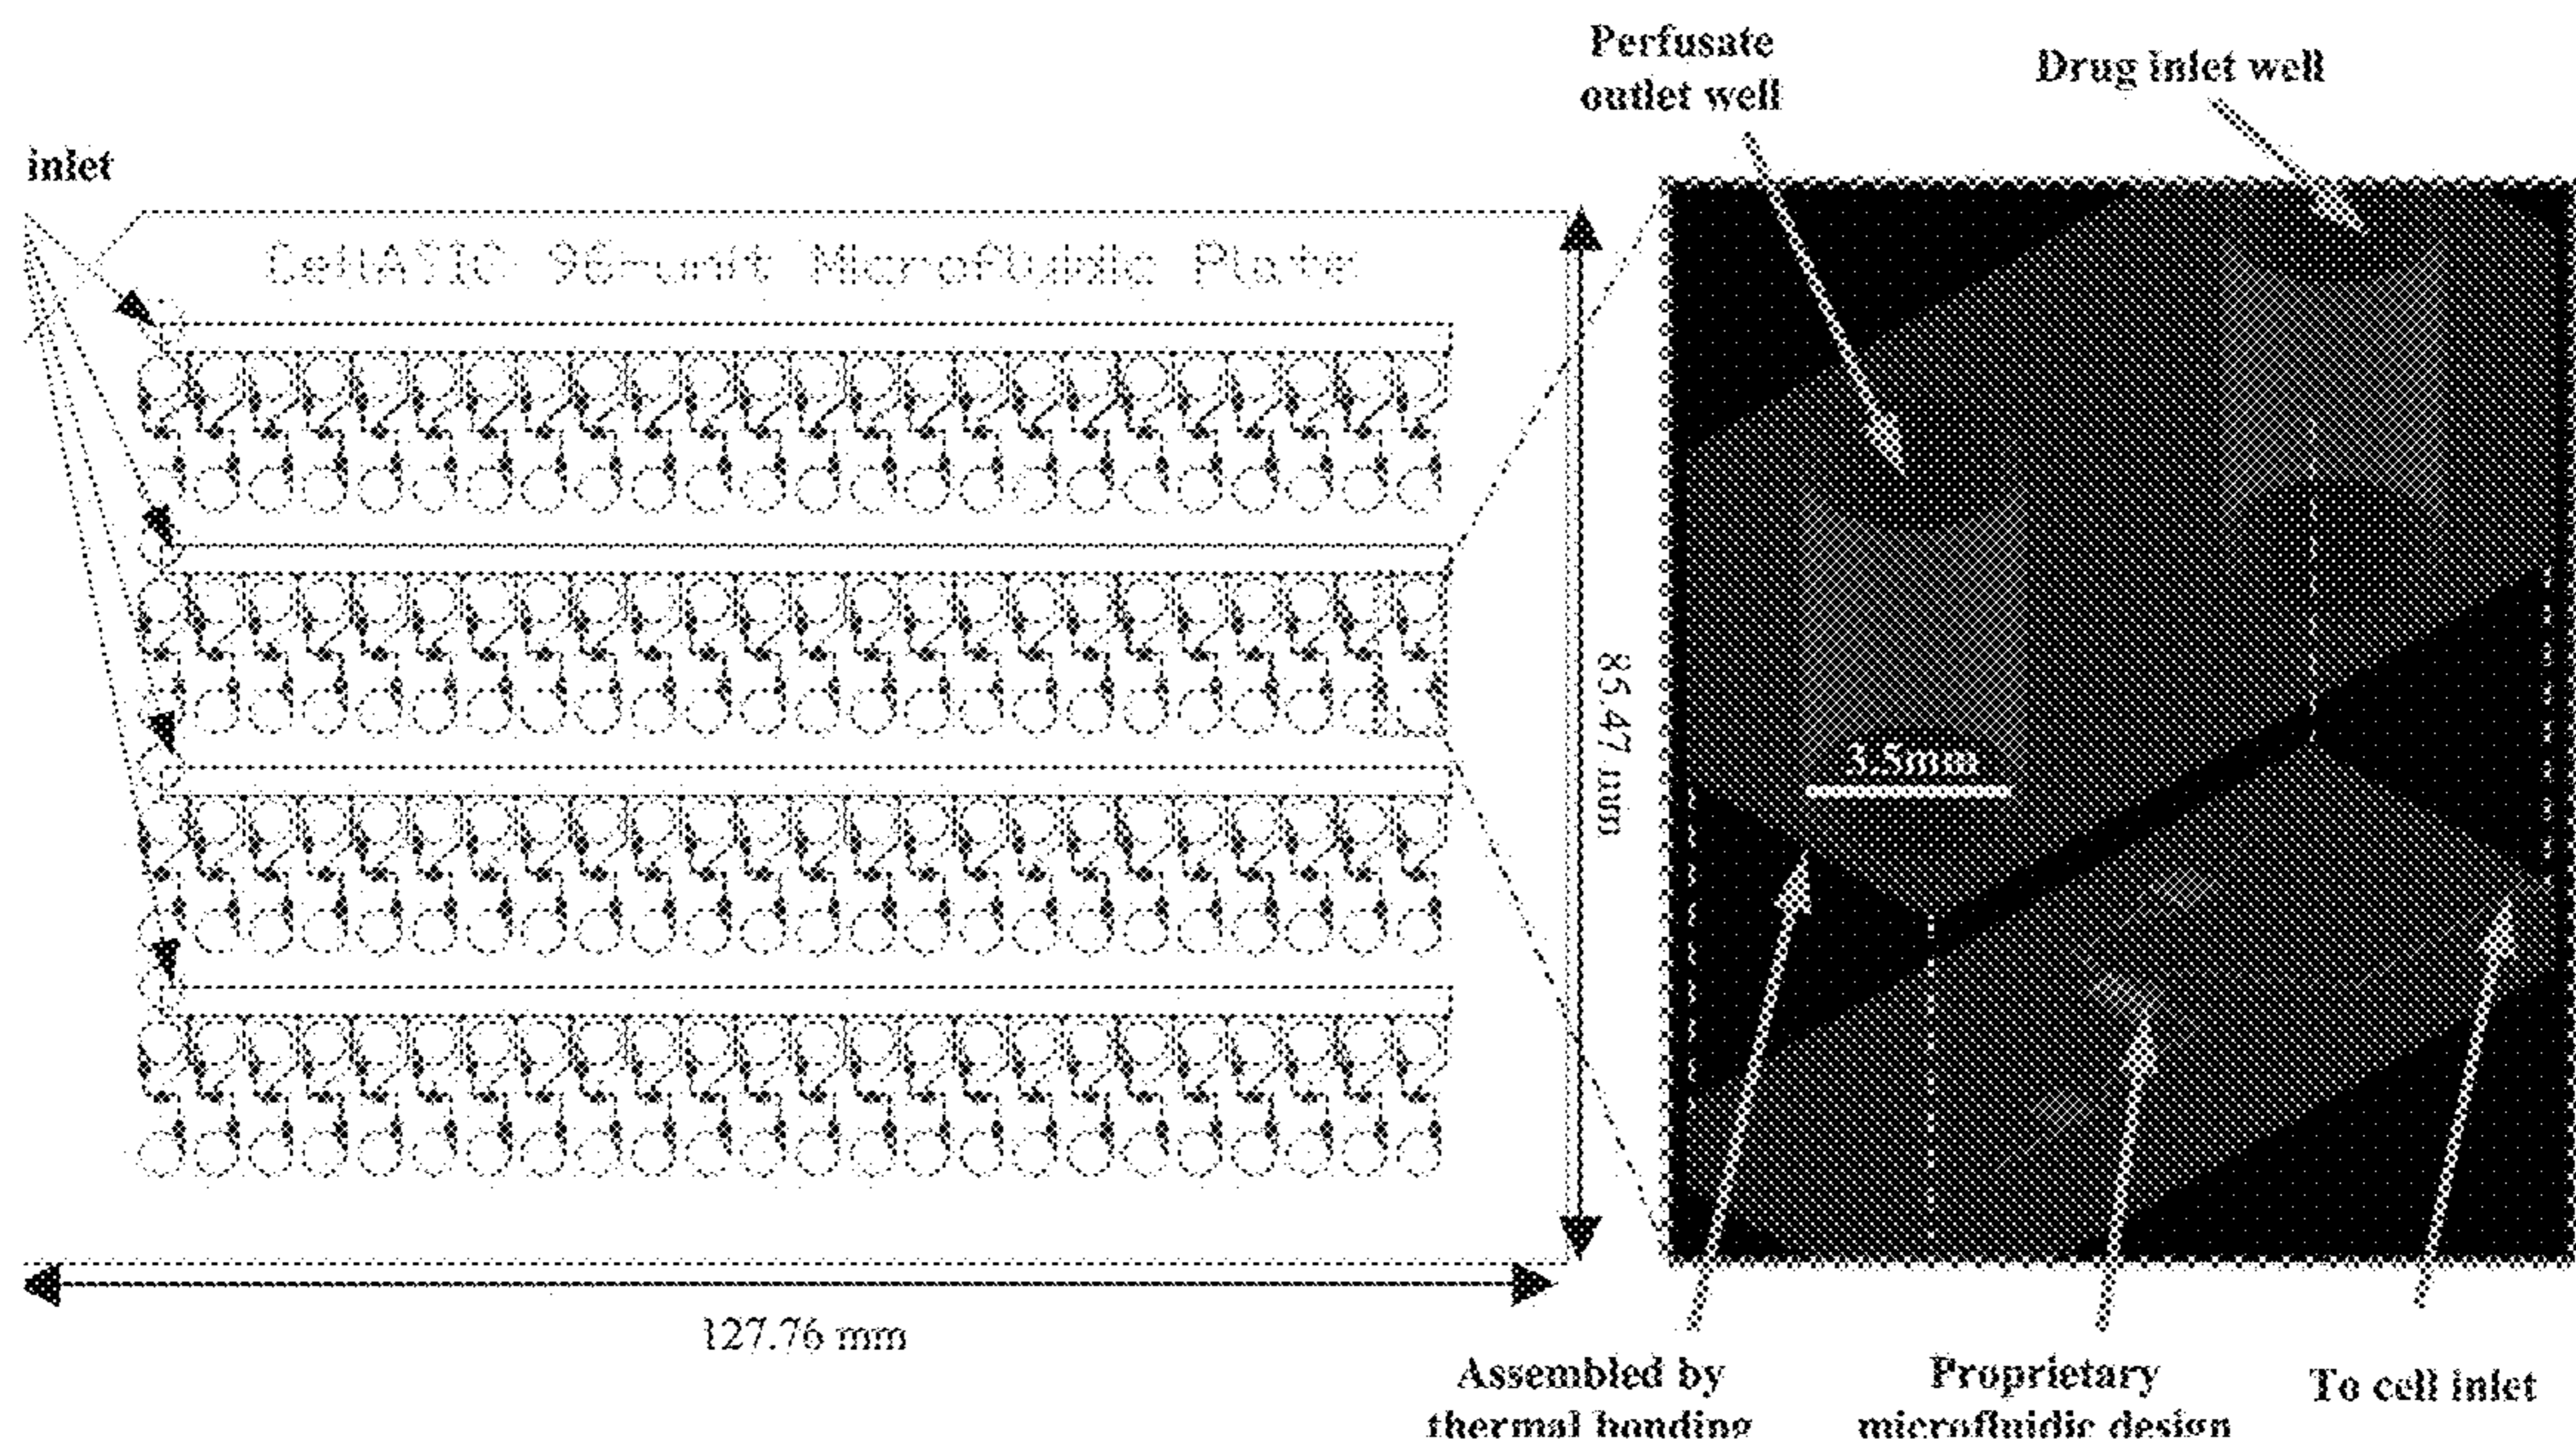 Perfusate
outlet well
Drug inlet well
inlet
CellASIC 96-unit Microfluidic Plate
85.47 mm
3.5mm
127.76 mm
Assembled by
thermal bonding
Proprietary
microfluidic design
To cell inlet